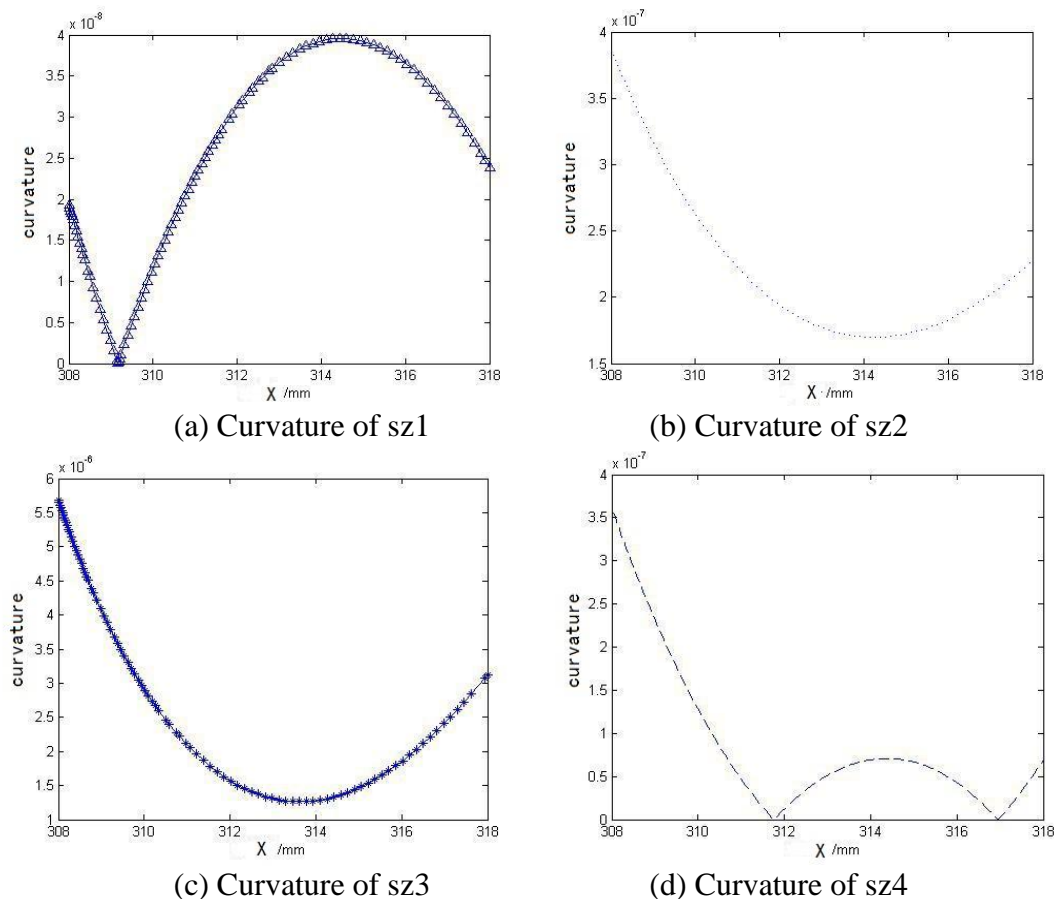 x 10^-8
4
3.5
3
2.5
2
1.5
1
0.5
0
curvature
308 310 312 314 316 318
X /mm
(a) Curvature of sz1
x 10^-7
4
3.5
3
2.5
2
1.5
curvature
308 310 312 314 316 318
X /mm
(b) Curvature of sz2
x 10^-6
6
5.5
5
4.5
4
3.5
3
2.5
2
1.5
1
curvature
308 310 312 314 316 318
X /mm
(c) Curvature of sz3
x 10^-7
4
3.5
3
2.5
2
1.5
1
0.5
0
curvature
308 310 312 314 316 318
X /mm
(d) Curvature of sz4